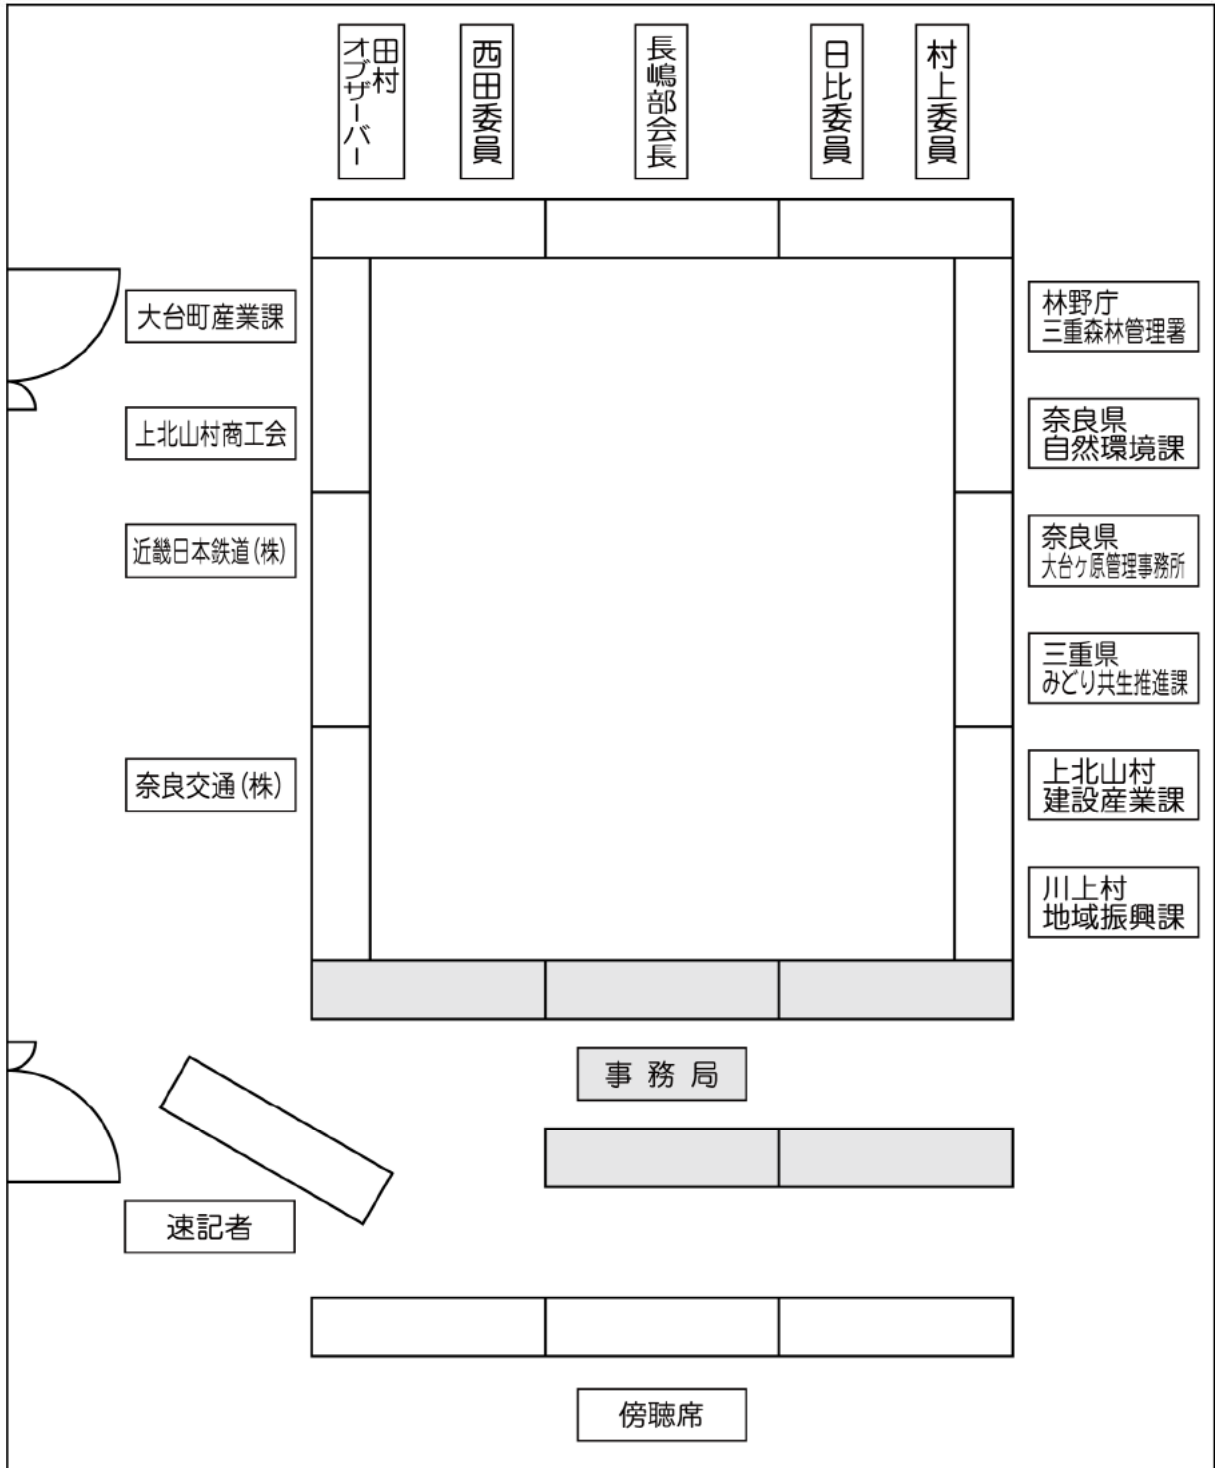 田村
オブザーバー
西田委員
長嶋部会長
日比委員
村上委員
大台町産業課
上北山村商工会
近畿日本鉄道(株)
奈良交通(株)
林野庁
三重森林管理署
奈良県
自然環境課
奈良県
大台ヶ原管理事務所
三重県
みどり共生推進課
上北山村
建設産業課
川上村
地域振興課
事務局
速記者
傍聴席